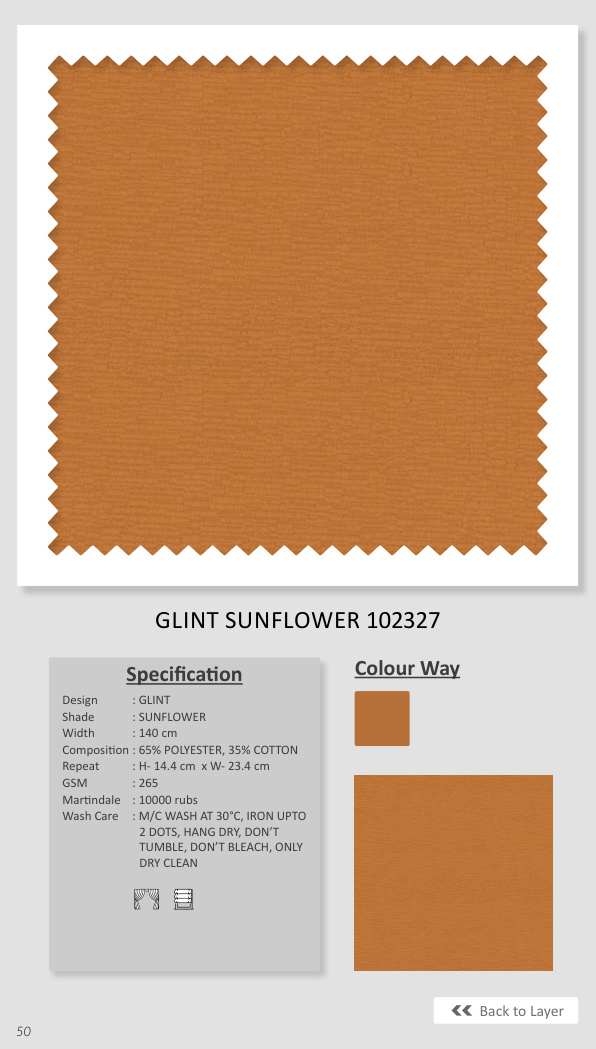 GLINT SUNFLOWER 102327
Specification
Design : GLINT
Shade : SUNFLOWER
Width : 140 cm
Composition : 65% POLYESTER, 35% COTTON
Repeat : H- 14.4 cm x W- 23.4 cm
GSM : 265
Martindale : 10000 rubs
Wash Care : M/C WASH AT 30°C, IRON UPTO
2 DOTS, HANG DRY, DON'T
TUMBLE, DON'T BLEACH, ONLY
DRY CLEAN
Colour Way
Back to Layer
50